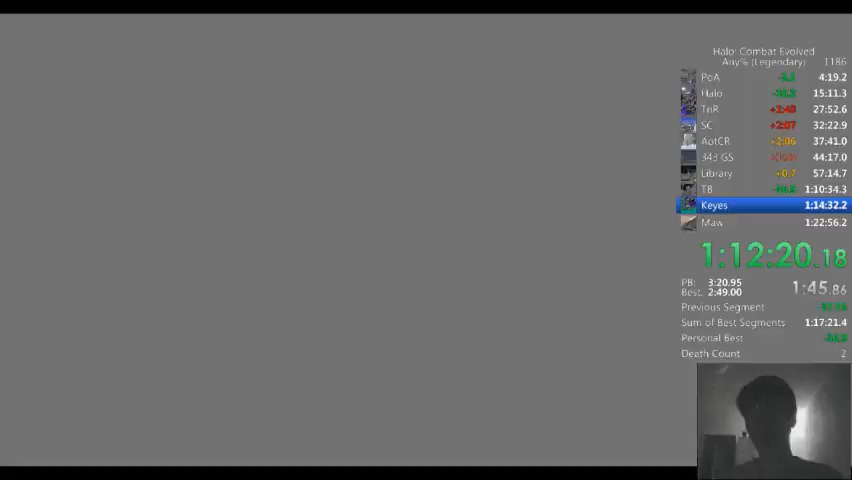 Halo: Combat Evolved
Any% (Legendary) 1186
PoA 4:19.2
Halo 15:11.3
TnR +1:48 27:52.6
SC +2:07 32:22.9
AotCR +2:06 37:41.0
343 GS 44:17.0
Library +0.7 57:14.7
TB 1:10:34.3
Keyes 1:14:32.2
Maw 1:22:56.2
1:12:20.18
PB: 3:20.95
Best: 2:49.00
1:45.86
Previous Segment
Sum of Best Segments 1:17:21.4
Personal Best
Death Count 2